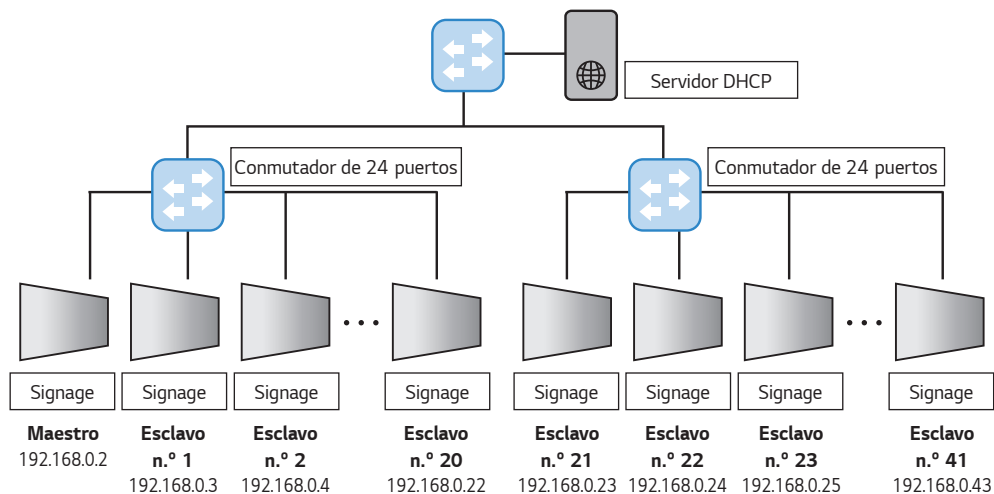 Servidor DHCP
Conmutador de 24 puertos
Conmutador de 24 puertos
Signage
Signage
Signage
Signage
Signage
Signage
Signage
Signage
Maestro
192.168.0.2
Esclavo
n.º 1
192.168.0.3
Esclavo
n.º 2
192.168.0.4
Esclavo
n.º 20
192.168.0.22
Esclavo
n.º 21
192.168.0.23
Esclavo
n.º 22
192.168.0.24
Esclavo
n.º 23
192.168.0.25
Esclavo
n.º 41
192.168.0.43